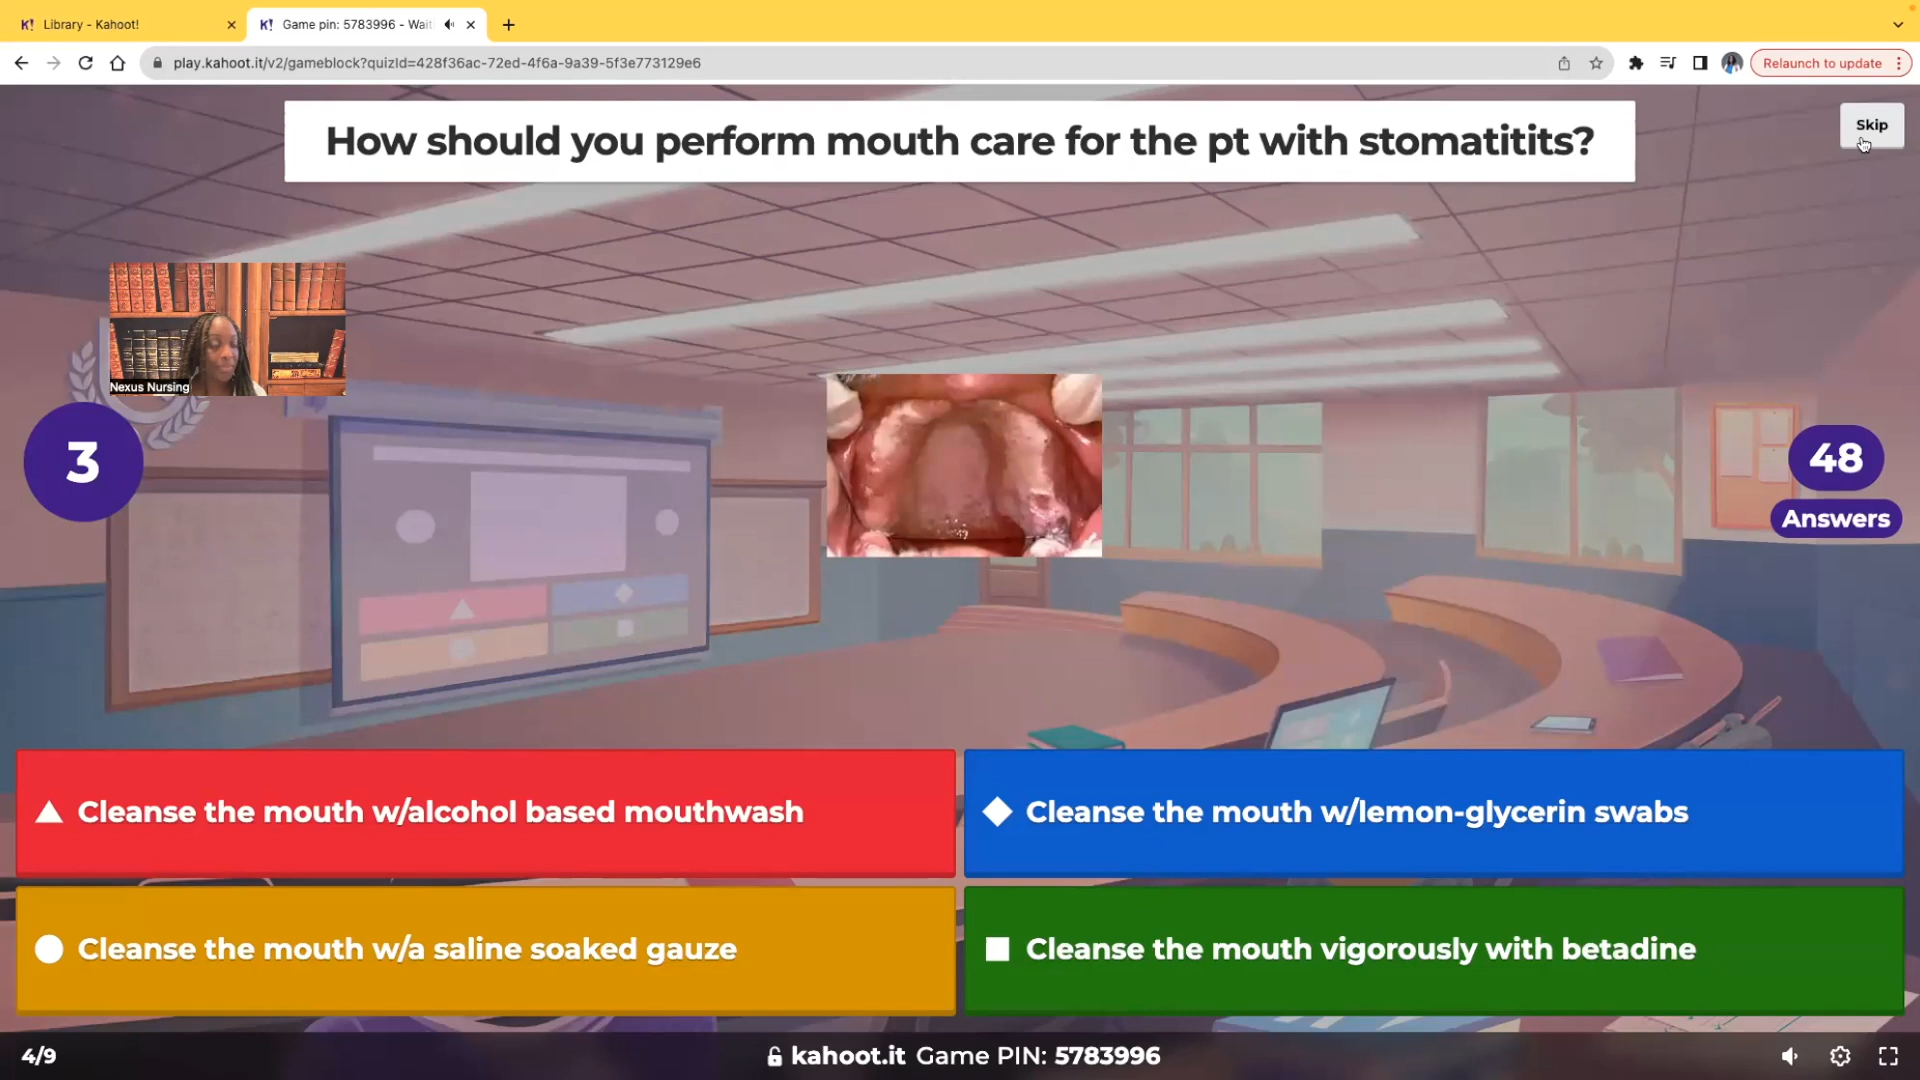 Library - Kahoot!
Game pin: 5783996 - Wait
play.kahoot.it/v2/gameblock?quizId=428f36ac-72ed-4f6a-9a39-5f3e773129e6
Relaunch to update
How should you perform mouth care for the pt with stomatitits?
Skip
Nexus Nursing
3
48
Answers
Cleanse the mouth w/alcohol based mouthwash
Cleanse the mouth w/lemon-glycerin swabs
Cleanse the mouth w/a saline soaked gauze
Cleanse the mouth vigorously with betadine
4/9
kahoot.it Game PIN: 5783996